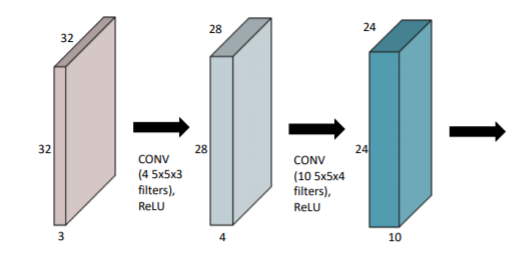 32
32
3
CONV
(4 5x5x3
filters),
ReLU
28
28
4
CONV
(10 5x5x4
filters),
ReLU
24
24
10